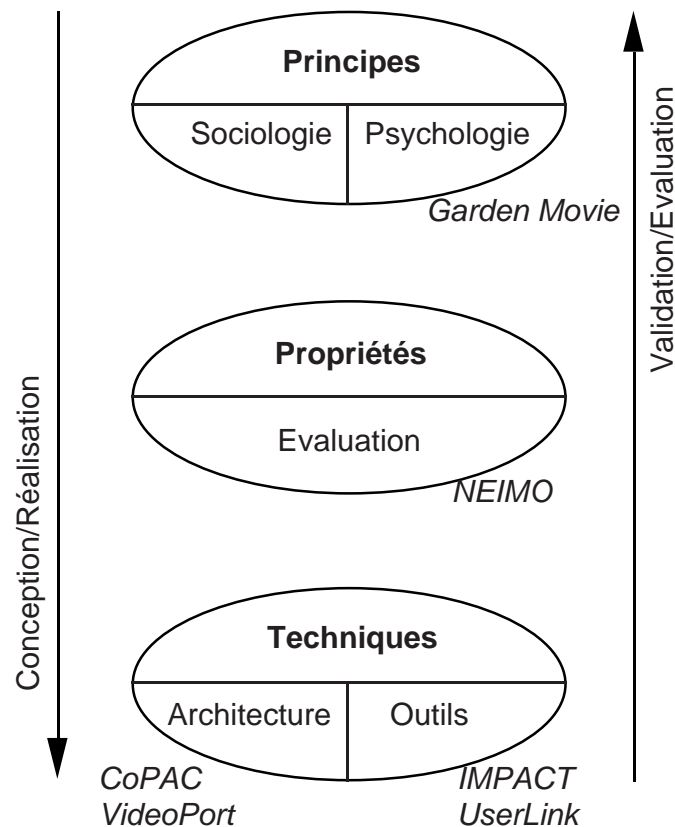 Principes
Sociologie
Psychologie
Garden Movie
Validation/Evaluation
Propriétés
Evaluation
NEIMO
Conception/Réalisation
Techniques
Architecture
Outils
CoPAC
VideoPort
IMPACT
UserLink